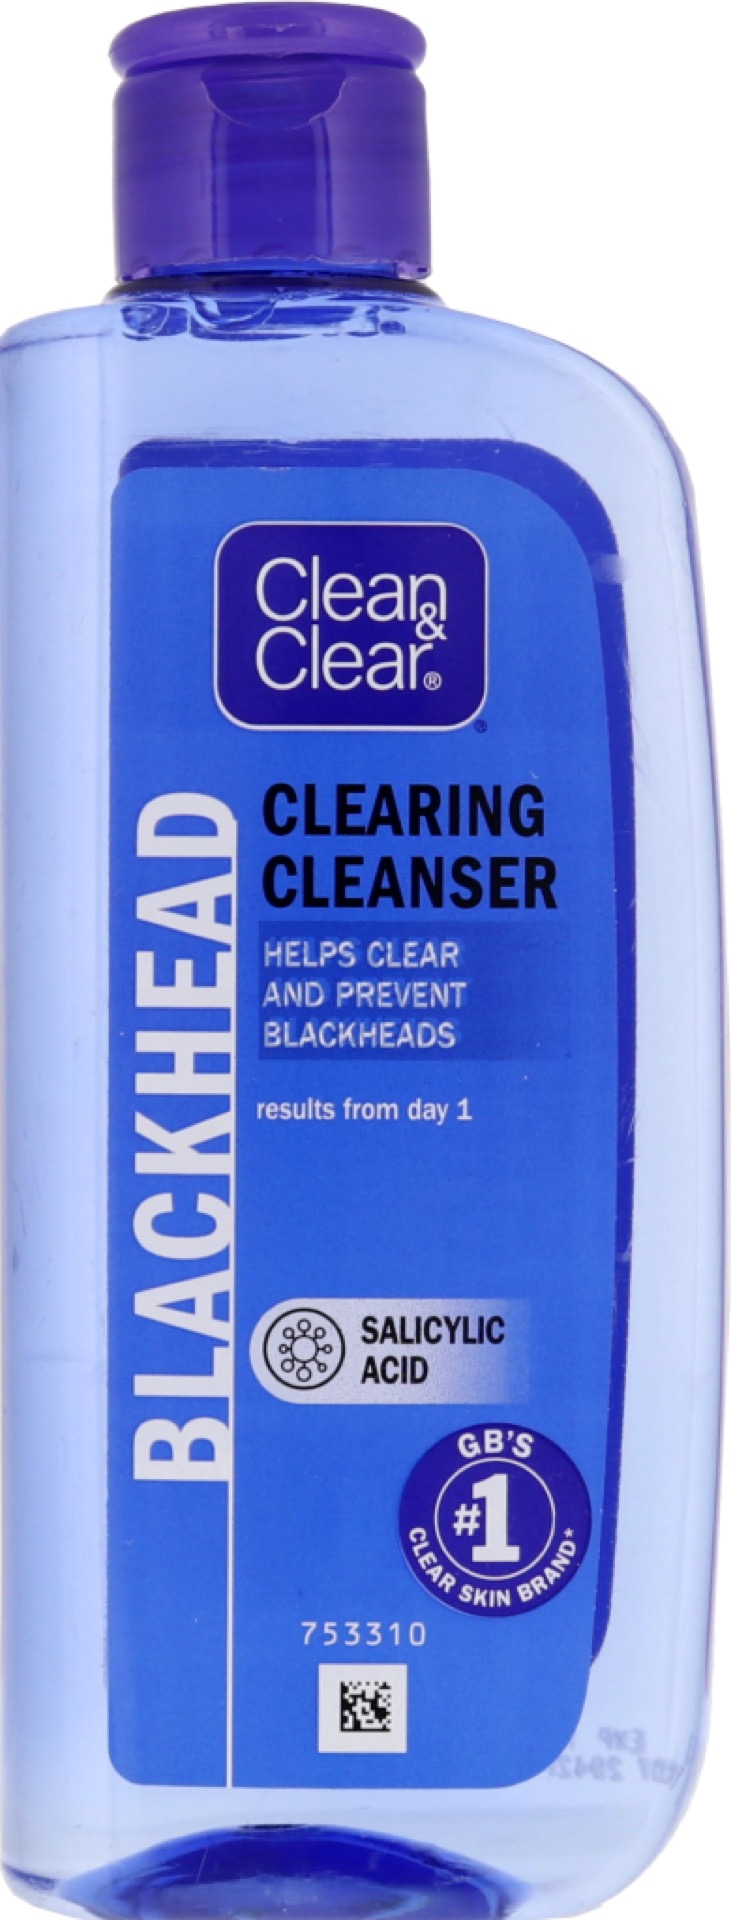 Clean
&
Clear®
®
BLACKHEAD
CLEARING
CLEANSER
HELPS CLEAR
AND PREVENT
BLACKHEADS
results from day 1
SALICYLIC
ACID
GB'S
#1
CLEAR SKIN BRAND*
753310
EXP